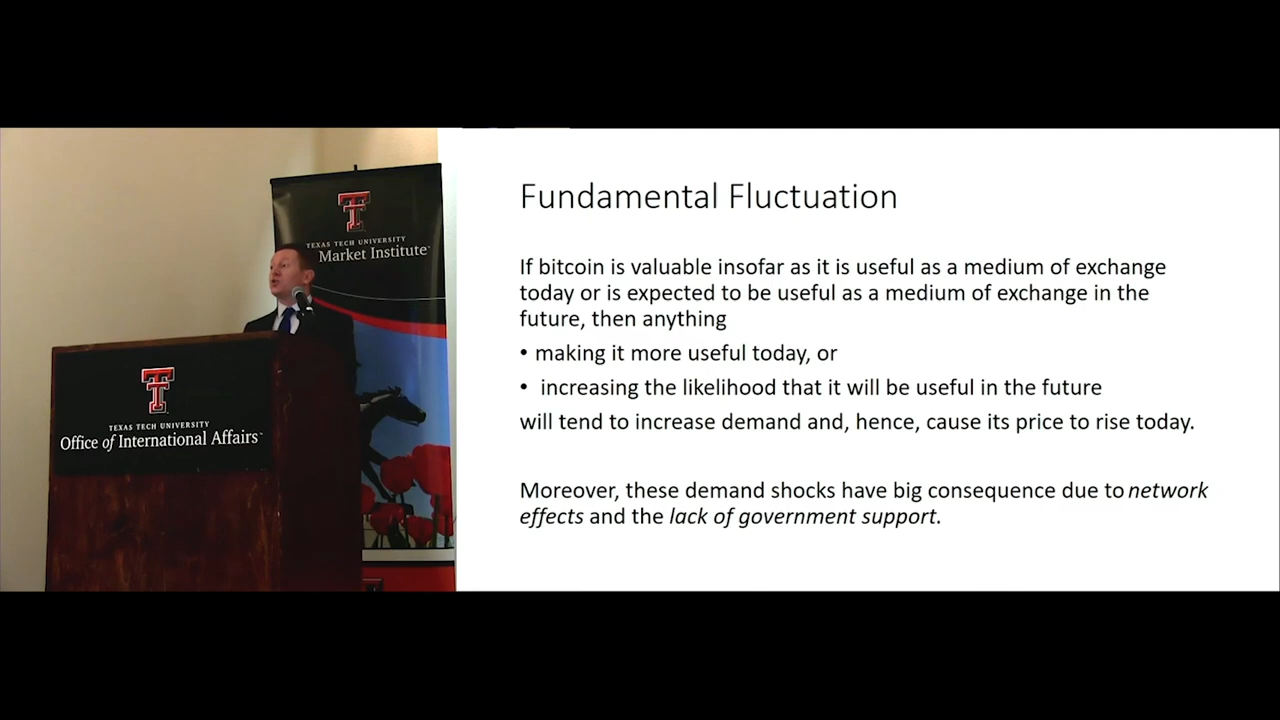 TEXAS TECH UNIVERSITY
Market Institute
TEXAS TECH UNIVERSITY
Office of International Affairs
Fundamental Fluctuation
If bitcoin is valuable insofar as it is useful as a medium of exchange
today or is expected to be useful as a medium of exchange in the
future, then anything
• making it more useful today, or
• increasing the likelihood that it will be useful in the future
will tend to increase demand and, hence, cause its price to rise today.
Moreover, these demand shocks have big consequence due to network
effects and the lack of government support.